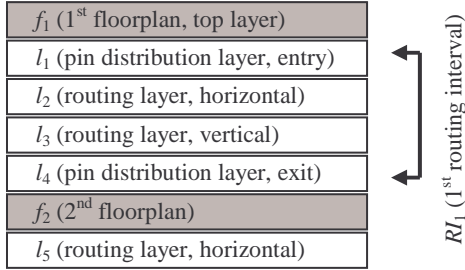 f₁ (1ˢᵗ floorplan, top layer)
l₁ (pin distribution layer, entry)
l₂ (routing layer, horizontal)
l₃ (routing layer, vertical)
l₄ (pin distribution layer, exit)
f₂ (2ⁿᵈ floorplan)
l₅ (routing layer, horizontal)
RI₁ (1ˢᵗ routing interval)